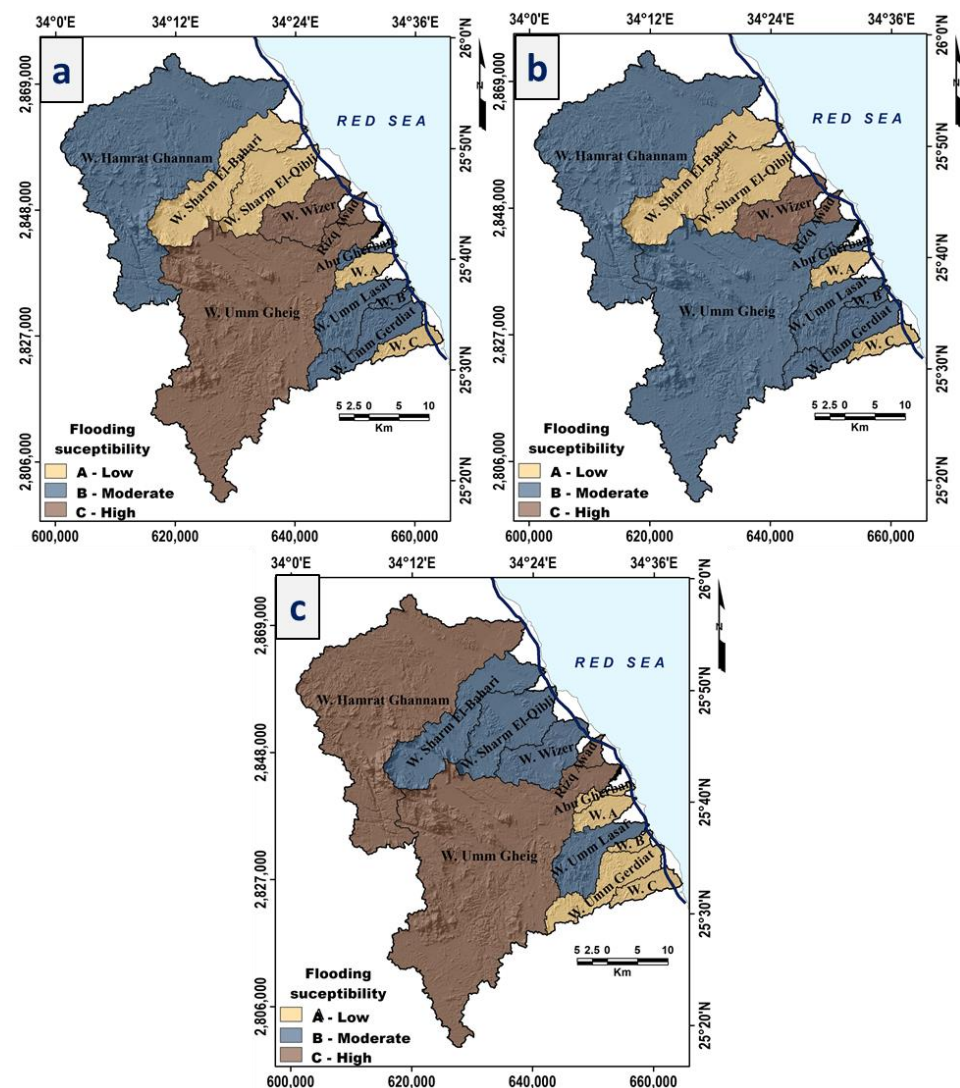 34°0'E 34°12'E 34°24'E 34°36'E
a
RED SEA
W. Hamrat Ghannam
W. Sharm El-Bahari
W. Sharm El-Qibli
W. Wizer
Rizq Awad
Abu Gherban
W. A
W. Umm Gheig
W. Umm Lasaf
W. B
W. Umm Gerdiat
W. C
2,869,000
2,848,000
2,827,000
2,806,000
26°0'N
25°50'N
25°40'N
25°30'N
25°20'N
N
5 2.5 0 5 10
Km
Flooding
suceptibility
A - Low
B - Moderate
C - High
600,000 620,000 640,000 660,000
34°0'E 34°12'E 34°24'E 34°36'E
b
RED SEA
W. Hamrat Ghannam
W. Sharm El-Bahari
W. Sharm El-Qibli
W. Wizer
Rizq Awad
Abu Gherban
W. A
W. Umm Gheig
W. Umm Lasaf
W. B
W. Umm Gerdiat
W. C
2,869,000
2,848,000
2,827,000
2,806,000
26°0'N
25°50'N
25°40'N
25°30'N
25°20'N
N
5 2.5 0 5 10
Km
Flooding
suceptibility
A - Low
B - Moderate
C - High
600,000 620,000 640,000 660,000
34°0'E 34°12'E 34°24'E 34°36'E
c
RED SEA
W. Hamrat Ghannam
W. Sharm El-Bahari
W. Sharm El-Qibli
W. Wizer
Rizq Awad
Abu Gherban
W. A
W. Umm Gheig
W. Umm Lasaf
W. B
W. Umm Gerdiat
W. C
2,869,000
2,848,000
2,827,000
2,806,000
26°0'N
25°50'N
25°40'N
25°30'N
25°20'N
N
5 2.5 0 5 10
Km
Flooding
suceptibility
A - Low
B - Moderate
C - High
600,000 620,000 640,000 660,000